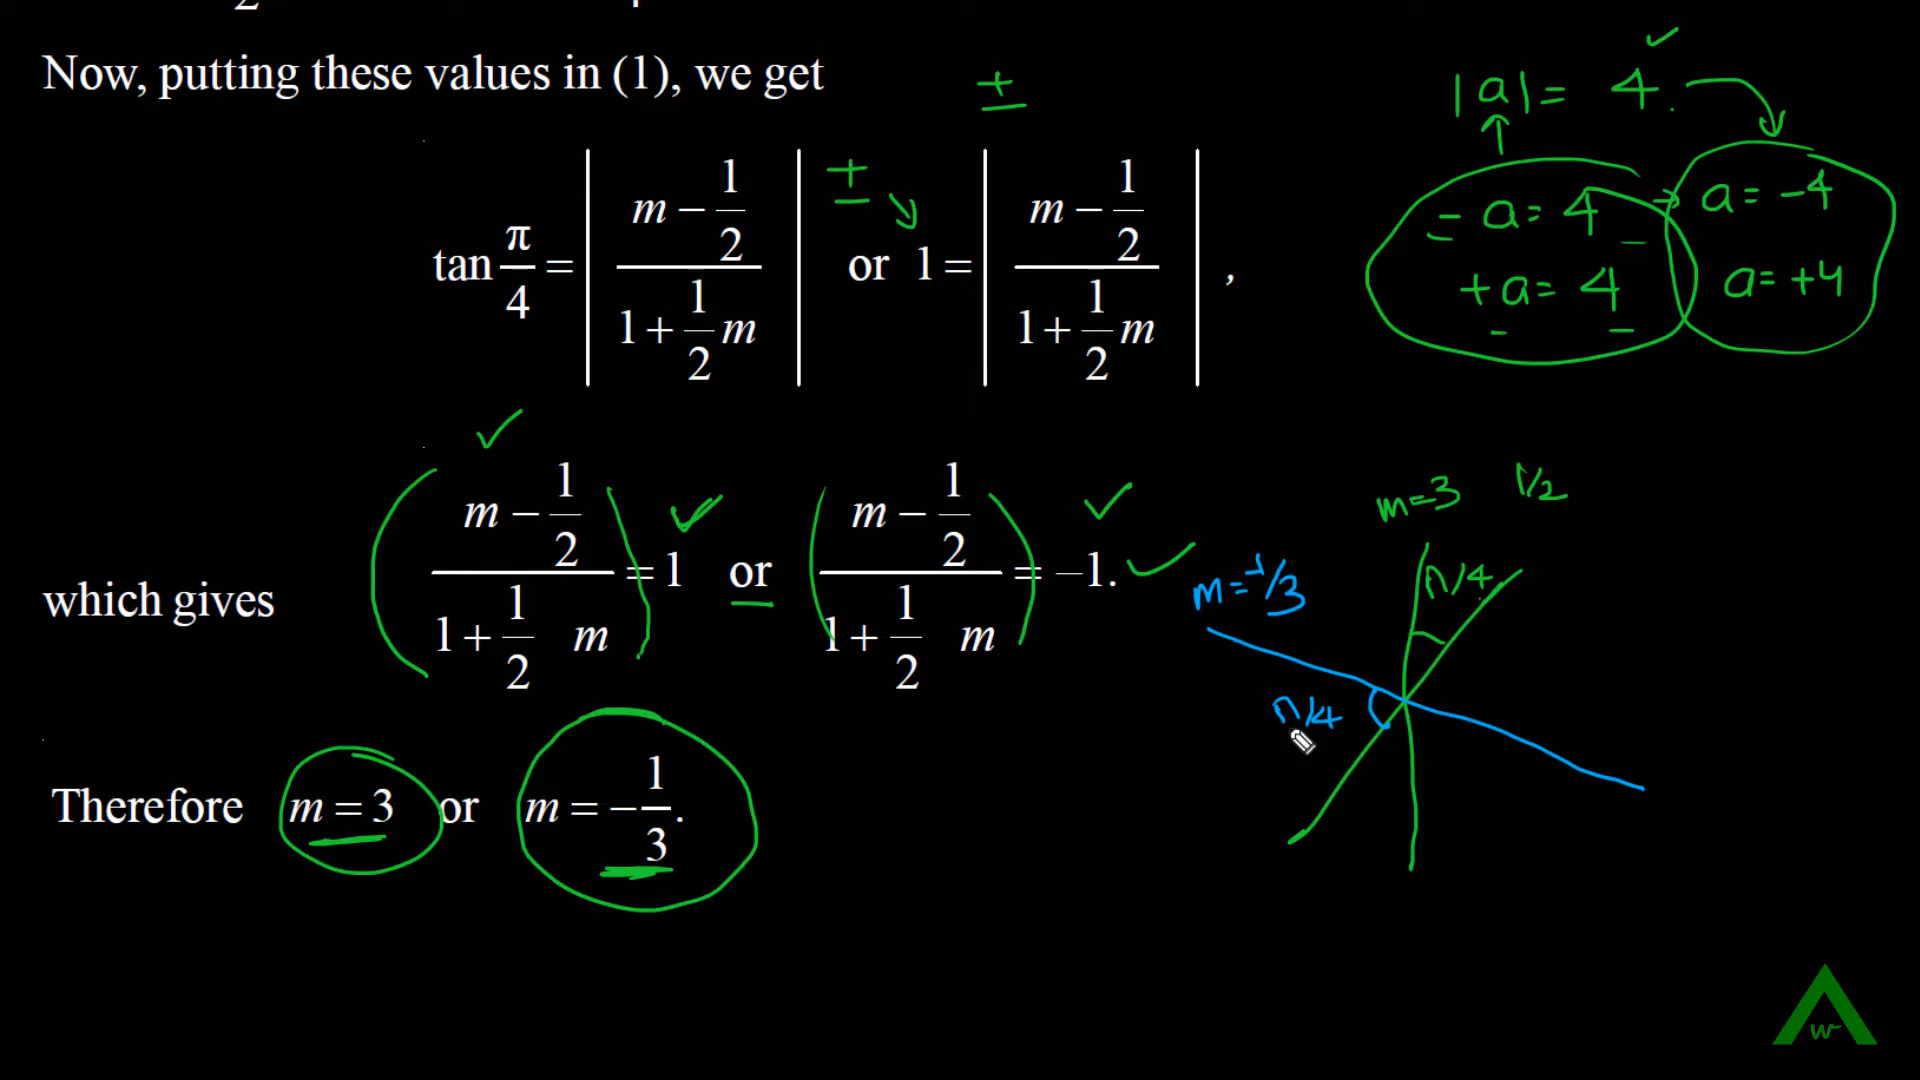 Now, putting these values in (1), we get ±
|a| = 4.
tan π/4 = | (m − 1/2) / (1 + 1/2 m) | ± or 1 = | (m − 1/2) / (1 + 1/2 m) | ,
− a = 4 → a = −4
+a = 4 a = +4
which gives (m − 1/2) / (1 + 1/2 m) = 1 or (m − 1/2) / (1 + 1/2 m) = −1.
m=3 1/2
π/4
m = -1/3
π/4
Therefore m = 3 or m = − 1/3.
w